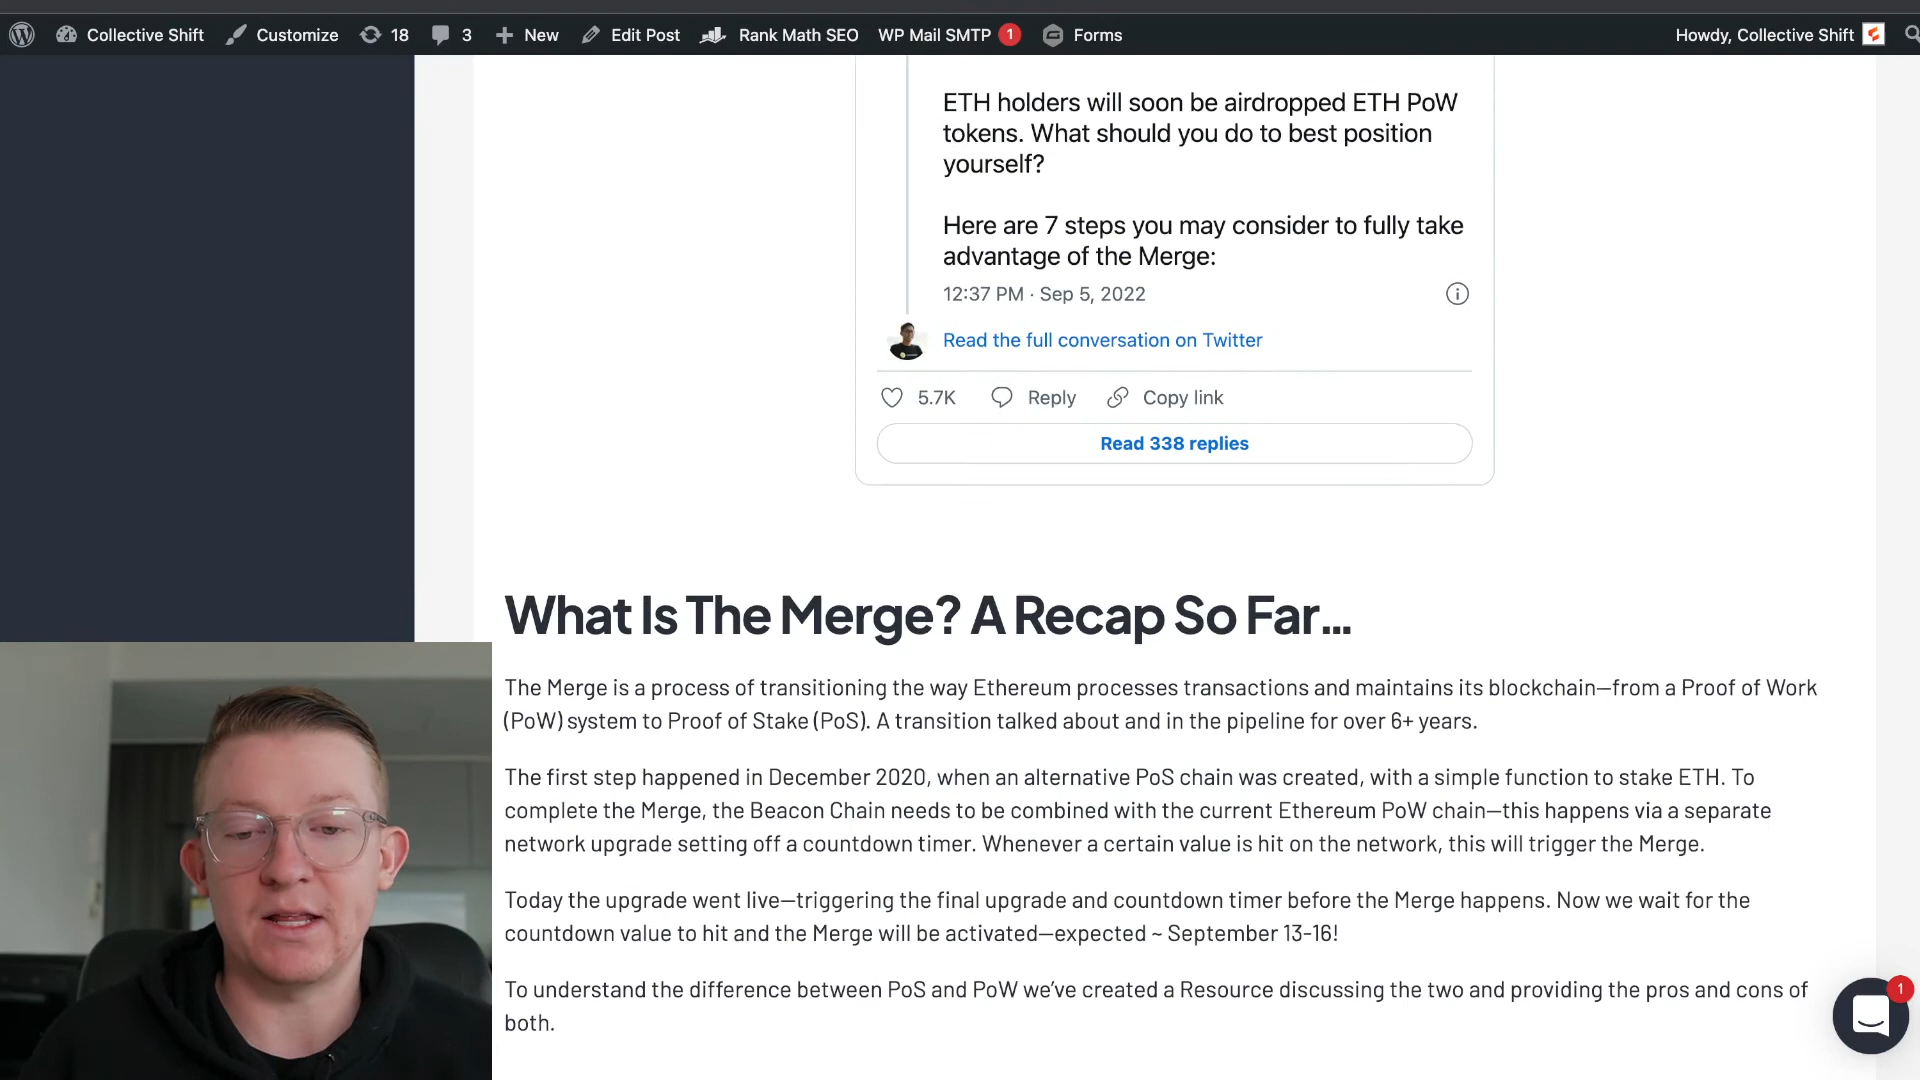 Collective Shift Customize 18 3 New Edit Post Rank Math SEO WP Mail SMTP 1 Forms Howdy, Collective Shift
ETH holders will soon be airdropped ETH PoW
tokens. What should you do to best position
yourself?
Here are 7 steps you may consider to fully take
advantage of the Merge:
12:37 PM · Sep 5, 2022
Read the full conversation on Twitter
5.7K Reply Copy link
Read 338 replies
What Is The Merge? A Recap So Far...
The Merge is a process of transitioning the way Ethereum processes transactions and maintains its blockchain—from a Proof of Work
(PoW) system to Proof of Stake (PoS). A transition talked about and in the pipeline for over 6+ years.
The first step happened in December 2020, when an alternative PoS chain was created, with a simple function to stake ETH. To
complete the Merge, the Beacon Chain needs to be combined with the current Ethereum PoW chain—this happens via a separate
network upgrade setting off a countdown timer. Whenever a certain value is hit on the network, this will trigger the Merge.
Today the upgrade went live—triggering the final upgrade and countdown timer before the Merge happens. Now we wait for the
countdown value to hit and the Merge will be activated—expected ~ September 13-16!
To understand the difference between PoS and PoW we've created a Resource discussing the two and providing the pros and cons of
both.
1